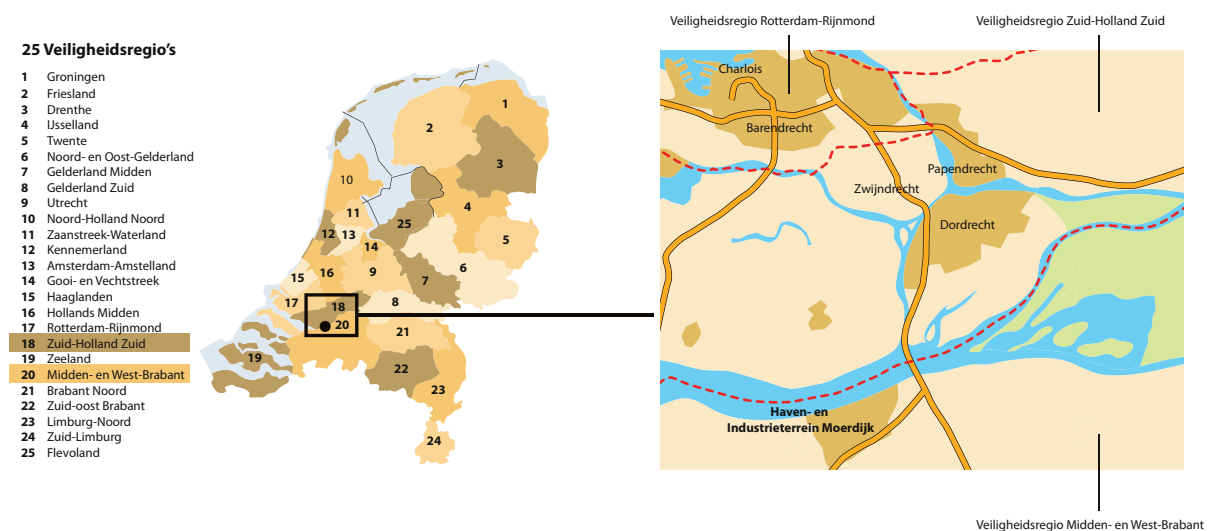 Veiligheidsregio Rotterdam-Rijnmond
Veiligheidsregio Zuid-Holland Zuid
25 Veiligheidsregio's
1 Groningen
2 Friesland
3 Drenthe
4 IJsselland
5 Twente
6 Noord- en Oost-Gelderland
7 Gelderland Midden
8 Gelderland Zuid
9 Utrecht
10 Noord-Holland Noord
11 Zaanstreek-Waterland
12 Kennemerland
13 Amsterdam-Amstelland
14 Gooi- en Vechtstreek
15 Haaglanden
16 Hollands Midden
17 Rotterdam-Rijnmond
18 Zuid-Holland Zuid
19 Zeeland
20 Midden- en West-Brabant
21 Brabant Noord
22 Zuid-oost Brabant
23 Limburg-Noord
24 Zuid-Limburg
25 Flevoland
1
2
3
10
4
11
25
12
13
5
14
6
15
16
9
7
17
18
8
20
21
19
22
23
24
Charlois
Barendrecht
Papendrecht
Zwijndrecht
Dordrecht
Haven- en
Industrieterrein Moerdijk
Veiligheidsregio Midden- en West-Brabant